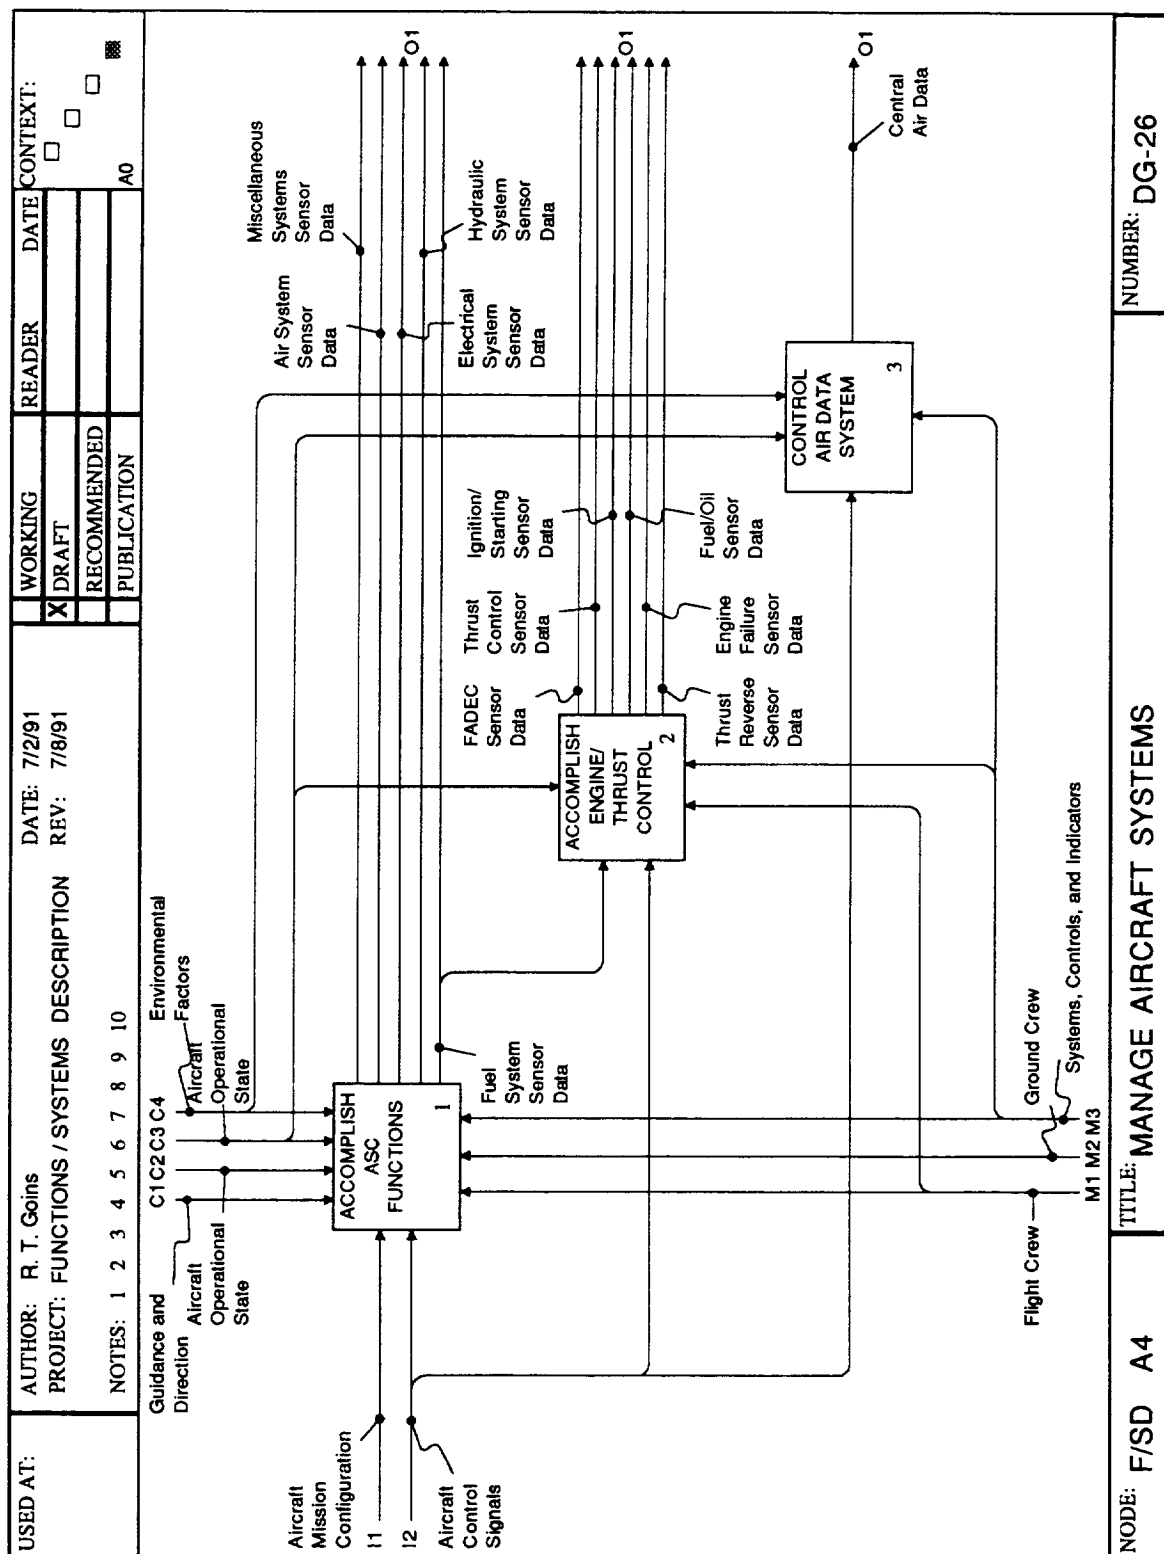 USED AT:
AUTHOR: R. T. Goins
DATE: 7/2/91
PROJECT: FUNCTIONS / SYSTEMS DESCRIPTION
REV: 7/8/91
NOTES: 1 2 3 4 5 6 7 8 9 10
WORKING
X DRAFT
RECOMMENDED
PUBLICATION
READER
DATE
CONTEXT:
A0
Guidance and
Direction
Aircraft
Operational
State
C1 C2 C3 C4
Aircraft
Operational
State
Environmental
Factors
Aircraft
Mission
Configuration
I1
I2
Aircraft
Control
Signals
ACCOMPLISH
ASC
FUNCTIONS
1
Fuel
System
Sensor
Data
Air System
Sensor
Data
Miscellaneous
Systems
Sensor
Data
Electrical
System
Sensor
Data
Hydraulic
System
Sensor
Data
O1
ACCOMPLISH
ENGINE/
THRUST
CONTROL
2
FADEC
Sensor
Data
Thrust
Control
Sensor
Data
Ignition/
Starting
Sensor
Data
Thrust
Reverse
Sensor
Data
Engine
Failure
Sensor
Data
Fuel/Oil
Sensor
Data
O1
CONTROL
AIR DATA
SYSTEM
3
Central
Air Data
O1
Flight Crew
Ground Crew
Systems, Controls, and Indicators
M1 M2 M3
NODE: F/SD A4
TITLE: MANAGE AIRCRAFT SYSTEMS
NUMBER: DG-26